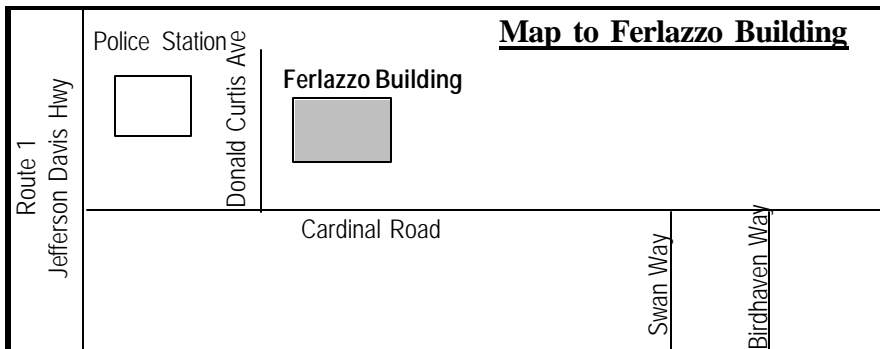 Map to Ferlazzo Building
Police Station
Donald Curtis Ave
Ferlazzo Building
Route 1
Jefferson Davis Hwy
Cardinal Road
Swan Way
Birdhaven Way